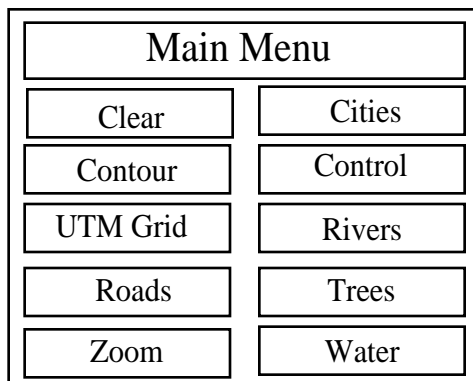 Main Menu
Clear
Cities
Contour
Control
UTM Grid
Rivers
Roads
Trees
Zoom
Water